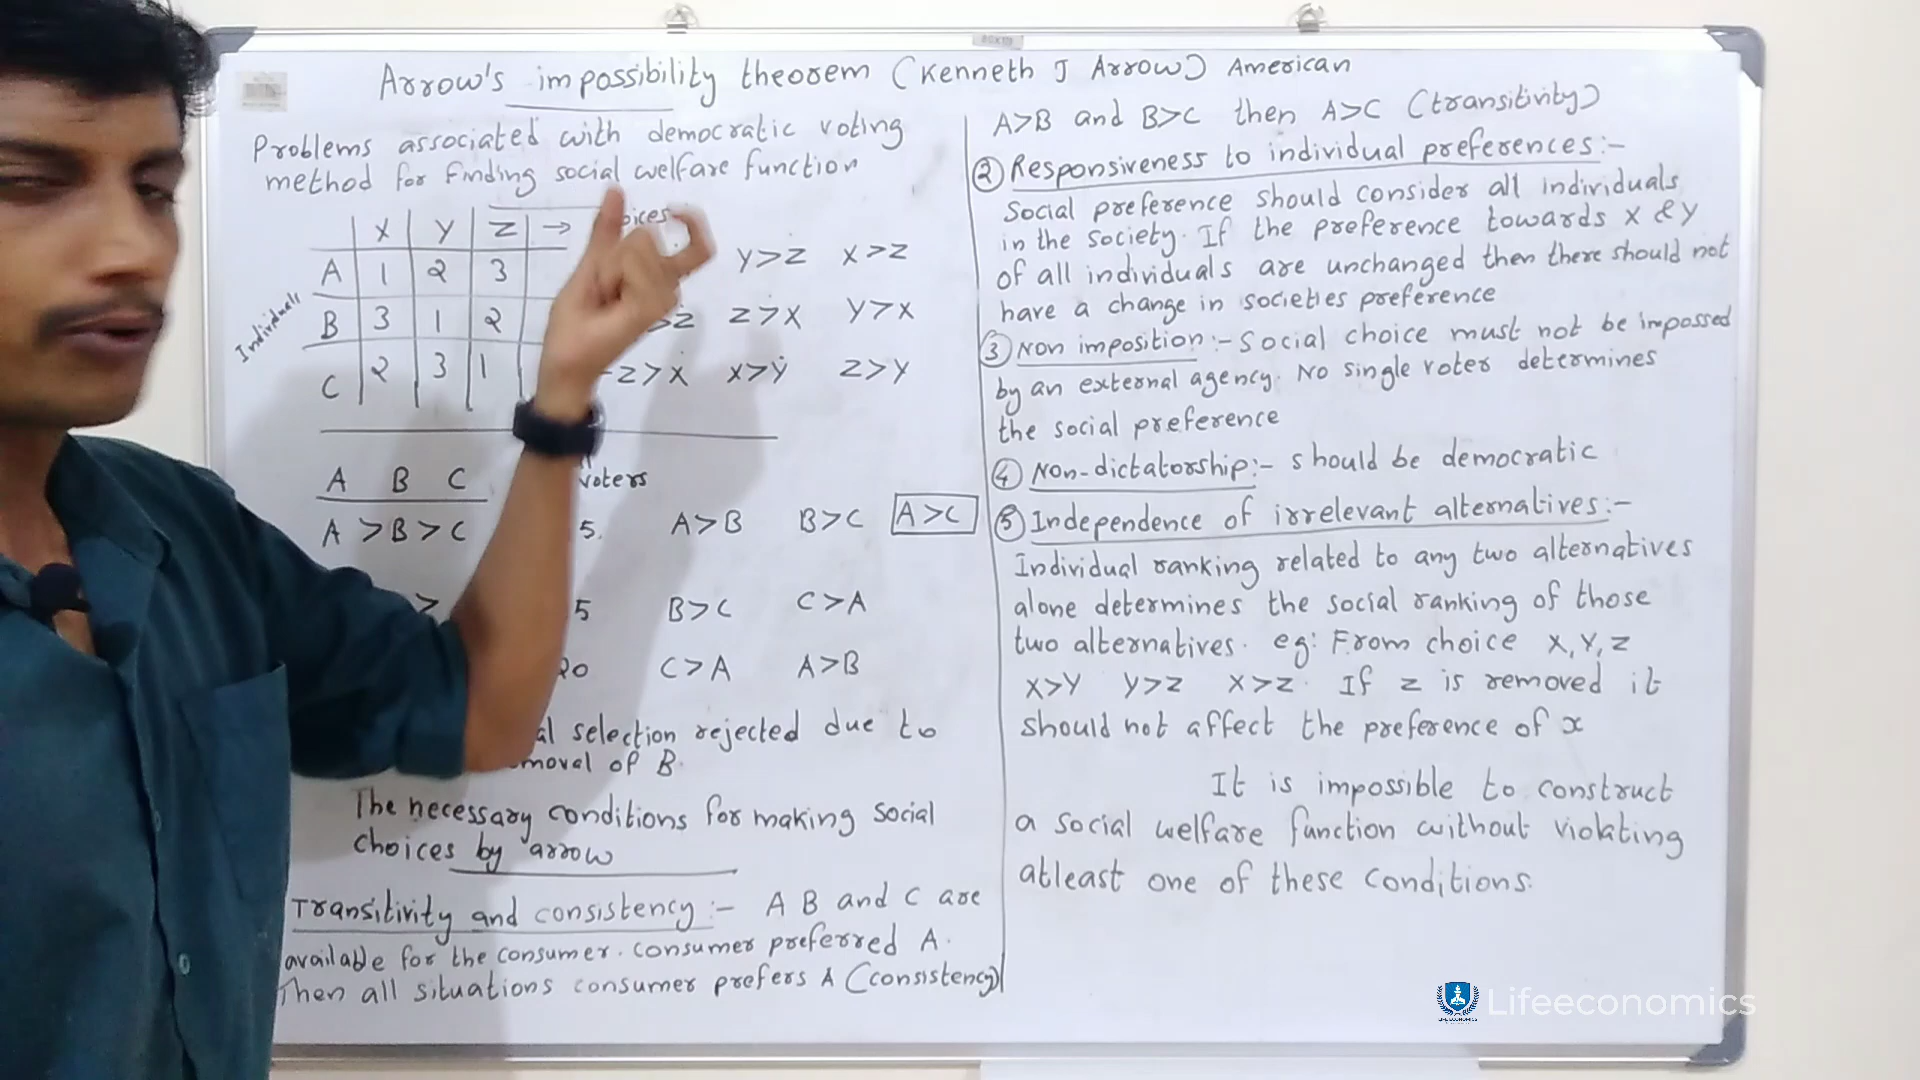 Arrow's impossibility theorem (Kenneth J Arrow) American
Problems associated with democratic voting
method for finding social welfare function
X Y Z →
A 1 2 3 Y>Z X>Z
Individuals
B 3 1 2 Z>X Y>X
C 2 3 1 Z>X X>Y Z>Y
A B C voters
A >B > C 5. A>B B>C A>C
> 5 B>C C>A
20 C>A A>B
selection rejected due to
of B.
The necessary conditions for making social
choices by arrow
Transitivity and consistency :- A B and C are
available for the consumer. consumer preferred A.
Then all situations consumer prefers A (consistency)
A>B and B>C then A>C (transitivity)
② Responsiveness to individual preferences:-
Social preference should consider all individuals
in the society. If the preference towards X & Y
of all individuals are unchanged then there should not
have a change in societies preference
③ Non imposition :- Social choice must not be impossed
by an external agency. No single voter determines
the social preference
④ Non-dictatorship:- should be democratic
⑤ Independence of irrelevant alternatives:-
Individual ranking related to any two alternatives
alone determines the social ranking of those
two alternatives. eg: From choice X, Y, Z
X>Y Y>Z X>Z. If Z is removed it
should not affect the preference of x
It is impossible to construct
a social welfare function without violating
atleast one of these conditions.
LIFE ECONOMICS
Lifeeconomics